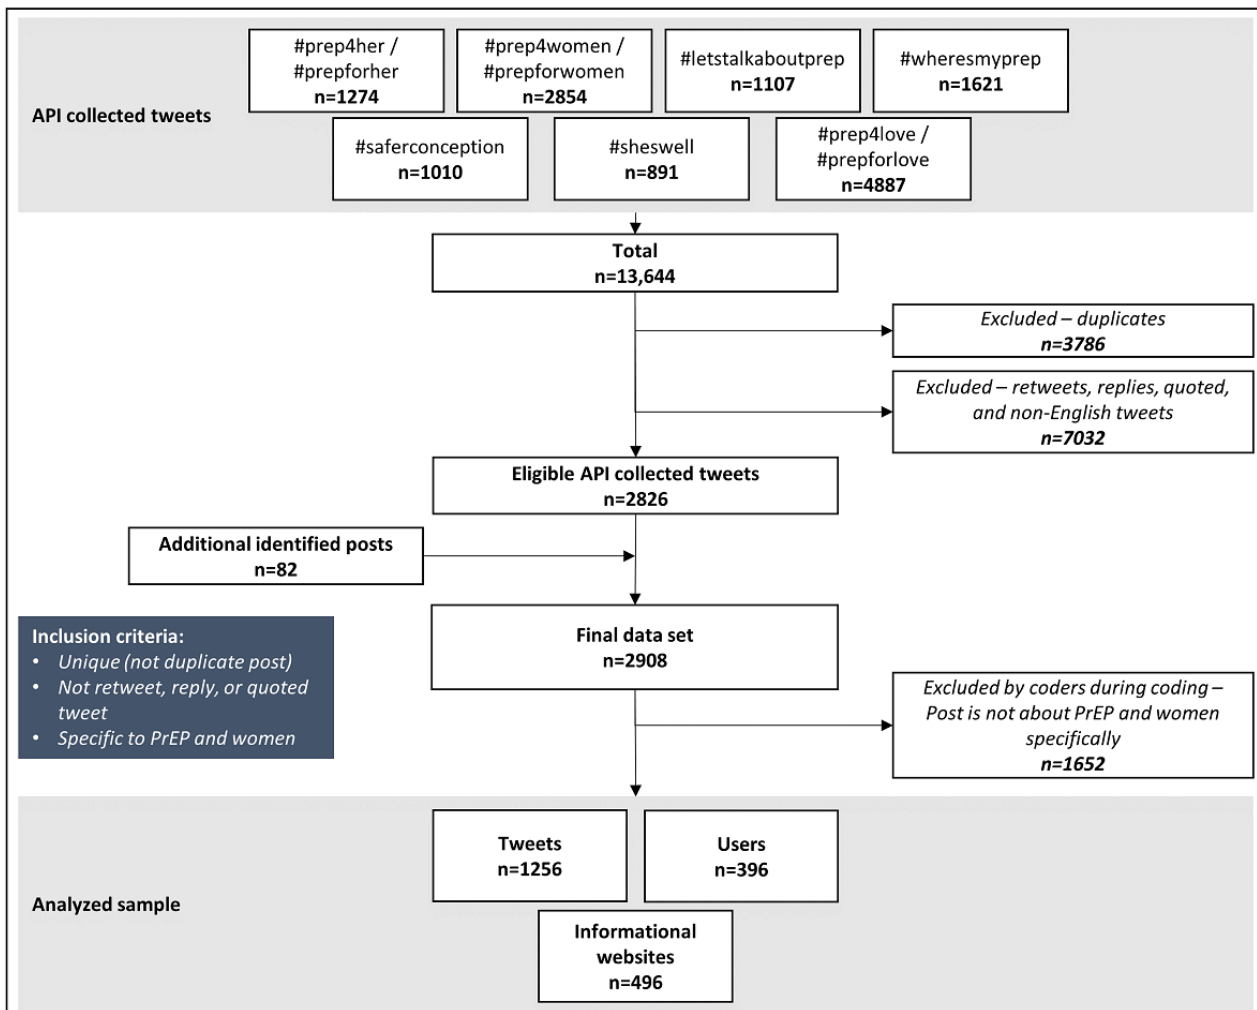 API collected tweets
#prep4her /
#prepforher
n=1274
#prep4women /
#prepforwomen
n=2854
#letstalkaboutprep
n=1107
#wheresmyprep
n=1621
#saferconception
n=1010
#sheswell
n=891
#prep4love /
#prepforlove
n=4887
Total
n=13,644
Excluded – duplicates
n=3786
Excluded – retweets, replies, quoted,
and non-English tweets
n=7032
Eligible API collected tweets
n=2826
Additional identified posts
n=82
Final data set
n=2908
Inclusion criteria:
• Unique (not duplicate post)
• Not retweet, reply, or quoted
tweet
• Specific to PrEP and women
Excluded by coders during coding –
Post is not about PrEP and women
specifically
n=1652
Analyzed sample
Tweets
n=1256
Users
n=396
Informational
websites
n=496